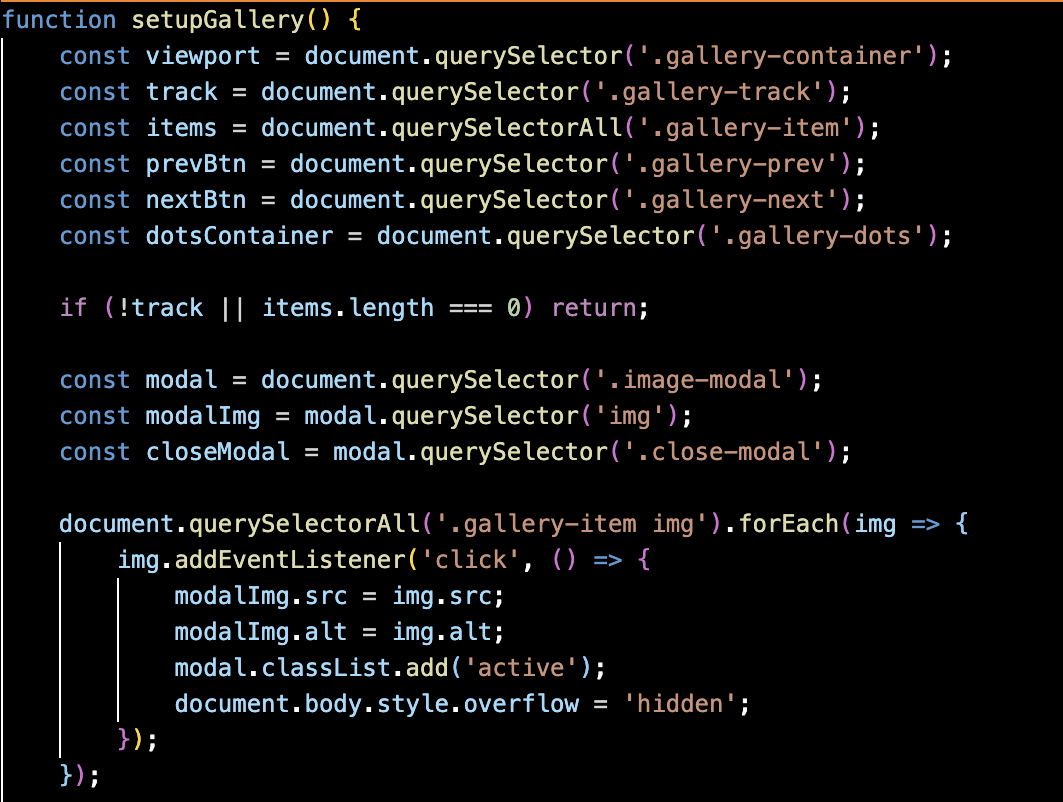 function setupGallery() {
    const viewport = document.querySelector('.gallery-container');
    const track = document.querySelector('.gallery-track');
    const items = document.querySelectorAll('.gallery-item');
    const prevBtn = document.querySelector('.gallery-prev');
    const nextBtn = document.querySelector('.gallery-next');
    const dotsContainer = document.querySelector('.gallery-dots');

    if (!track || items.length === 0) return;

    const modal = document.querySelector('.image-modal');
    const modalImg = modal.querySelector('img');
    const closeModal = modal.querySelector('.close-modal');

    document.querySelectorAll('.gallery-item img').forEach(img => {
        img.addEventListener('click', () => {
            modalImg.src = img.src;
            modalImg.alt = img.alt;
            modal.classList.add('active');
            document.body.style.overflow = 'hidden';
        });
    });